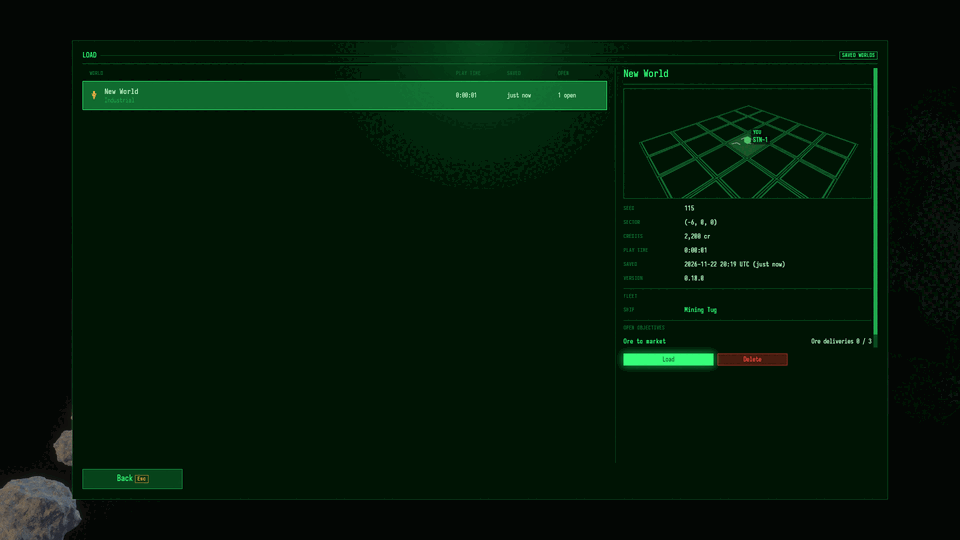 LOAD
SAVED WORLDS
WORLD
PLAY TIME
SAVED
OPEN
New World
Industrial
0:00:01
just now
1 open
New World
YOU
STN-1
SEED
115
SECTOR
(-6, 0, 0)
CREDITS
2,200 cr
PLAY TIME
0:00:01
SAVED
2026-11-22 20:19 UTC (just now)
VERSION
0.18.0
FLEET
SHIP
Mining Tug
OPEN OBJECTIVES
Ore to market
Ore deliveries 0 / 3
Load
Delete
Back Esc